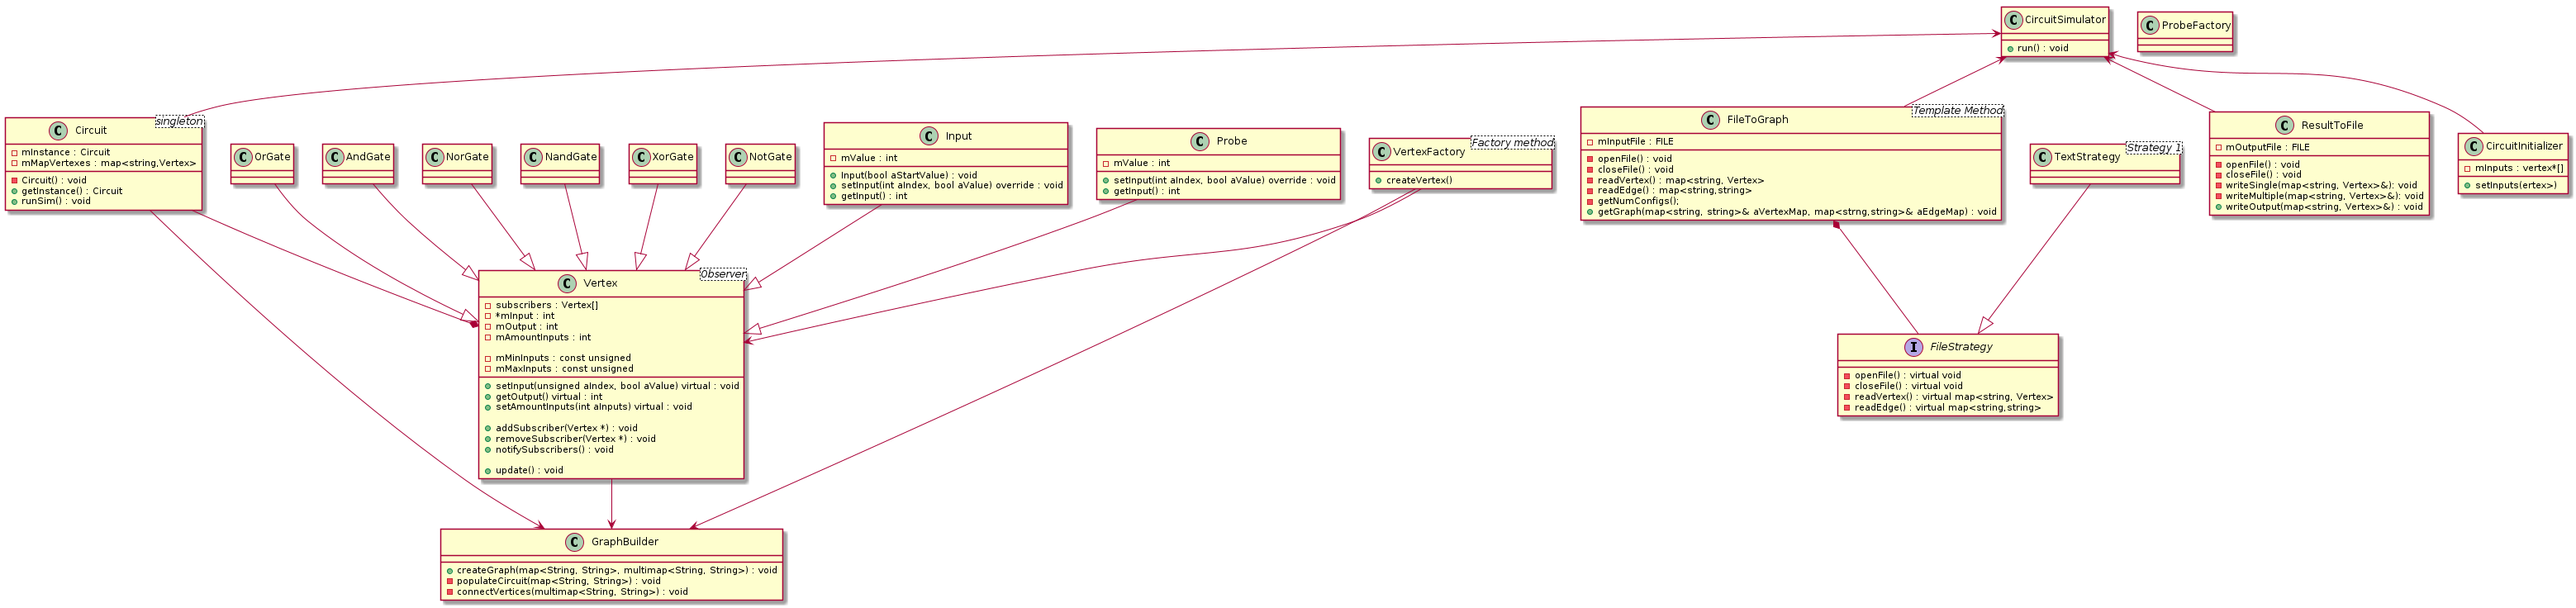 CircuitSimulator
run() : void
ProbeFactory
Circuit
singleton
mInstance : Circuit
mMapVertexes : map<string,Vertex>
Circuit() : void
getInstance() : Circuit
runSim() : void
OrGate
AndGate
NorGate
NandGate
XorGate
NotGate
Input
mValue : int
Input(bool aStartValue) : void
setInput(int aIndex, bool aValue) override : void
getInput() : int
Probe
mValue : int
setInput(int aIndex, bool aValue) override : void
getInput() : int
VertexFactory
Factory method
createVertex()
FileToGraph
Template Method
mInputFile : FILE
openFile() : void
closeFile() : void
readVertex() : map<string, Vertex>
readEdge() : map<string,string>
getNumConfigs();
getGraph(map<string, string>& aVertexMap, map<strng,string>& aEdgeMap) : void
TextStrategy
Strategy 1
ResultToFile
mOutputFile : FILE
openFile() : void
closeFile() : void
writeSingle(map<string, Vertex>&): void
writeMultiple(map<string, Vertex>&): void
writeOutput(map<string, Vertex>&) : void
CircuitInitializer
mInputs : vertex*[]
setInputs(ertex>)
Vertex
Observer
subscribers : Vertex[]
*mInput : int
mOutput : int
mAmountInputs : int
mMinInputs : const unsigned
mMaxInputs : const unsigned
setInput(unsigned aIndex, bool aValue) virtual : void
getOutput() virtual : int
setAmountInputs(int aInputs) virtual : void
addSubscriber(Vertex *) : void
removeSubscriber(Vertex *) : void
notifySubscribers() : void
update() : void
FileStrategy
openFile() : virtual void
closeFile() : virtual void
readVertex() : virtual map<string, Vertex>
readEdge() : virtual map<string,string>
GraphBuilder
createGraph(map<String, String>, multimap<String, String>) : void
populateCircuit(map<String, String>) : void
connectVertices(multimap<String, String>) : void